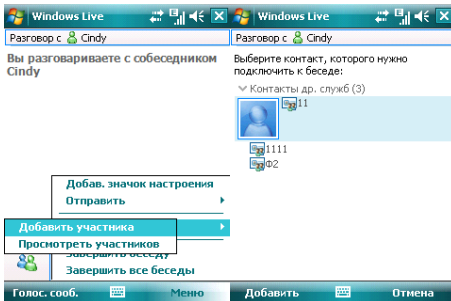 Windows Live
Разговор с Cindy
Вы разговариваете с собеседником
Cindy
Добав. значок настроения
Отправить
Добавить участника
Просмотреть участников
Завершить беседу
Завершить все беседы
Голос. сооб.
Меню
Windows Live
Разговор с Cindy
Выберите контакт, которого нужно
подключить к беседе:
Контакты др. служб (3)
11
1111
Ф2
Добавить
Отмена